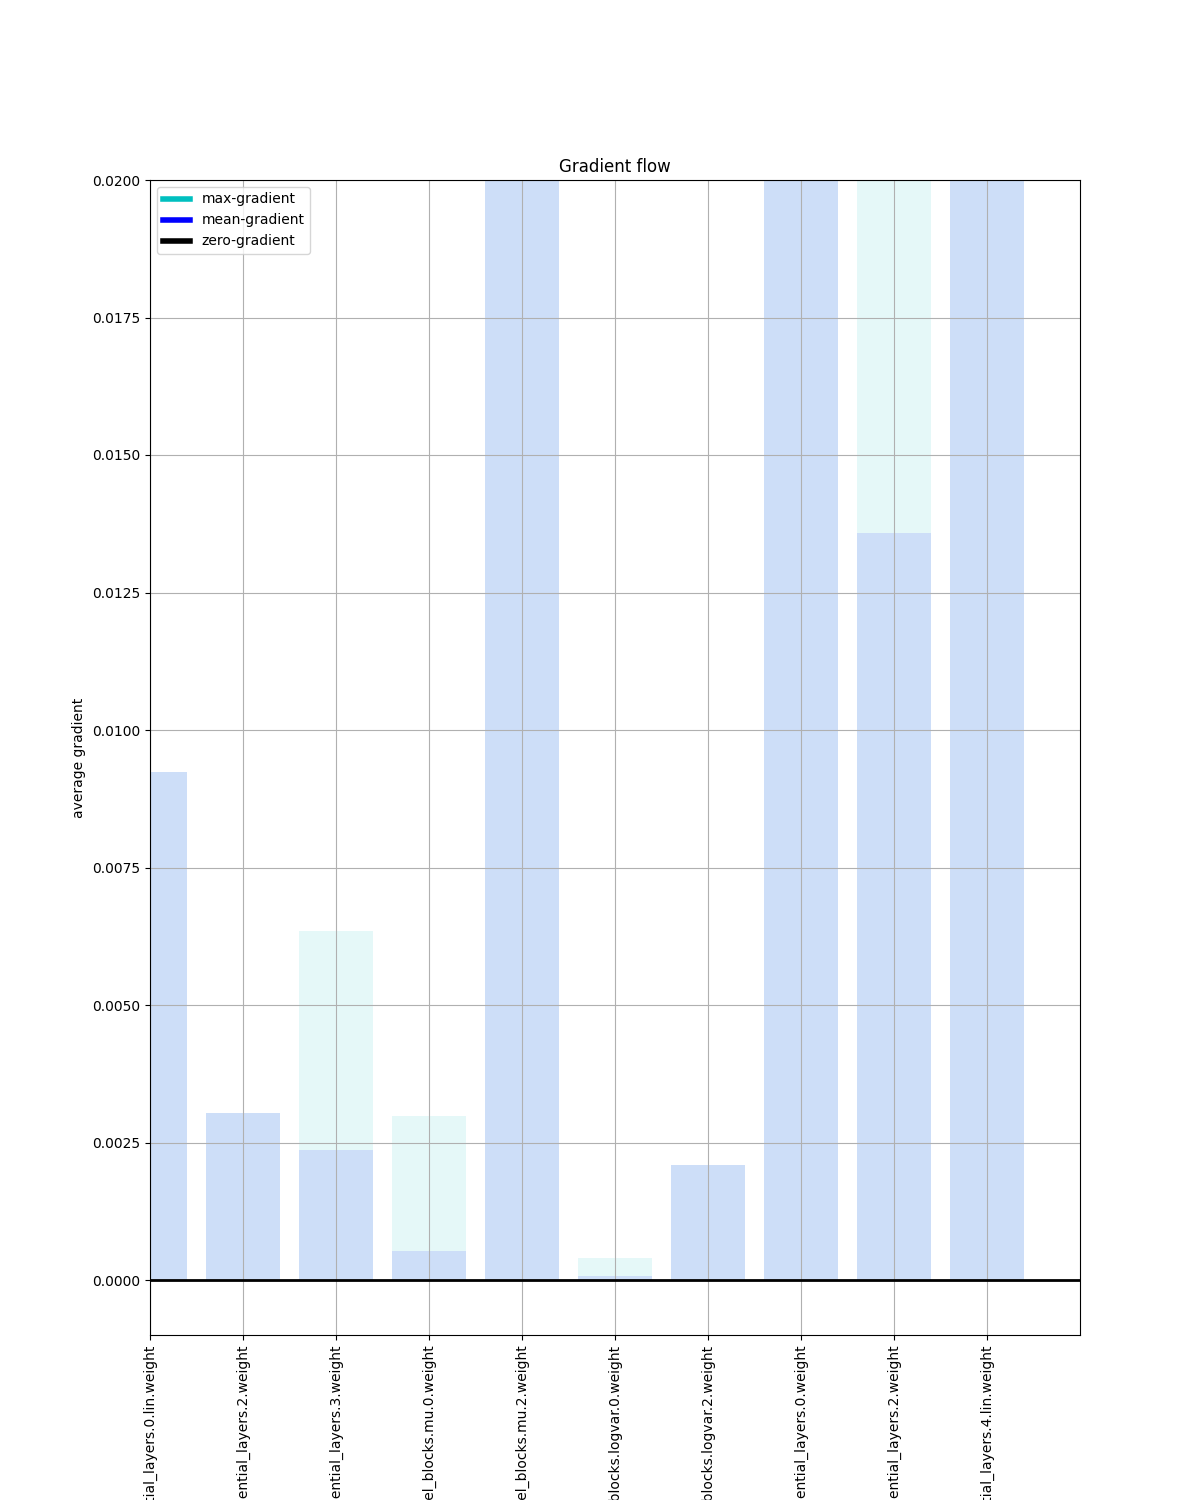 Gradient flow
max-gradient
mean-gradient
zero-gradient
0.0200
0.0175
0.0150
0.0125
0.0100
0.0075
0.0050
0.0025
0.0000
average gradient
tial_layers.0.lin.weight
ential_layers.2.weight
ential_layers.3.weight
el_blocks.mu.0.weight
el_blocks.mu.2.weight
blocks.logvar.0.weight
blocks.logvar.2.weight
ential_layers.0.weight
ential_layers.2.weight
tial_layers.4.lin.weight